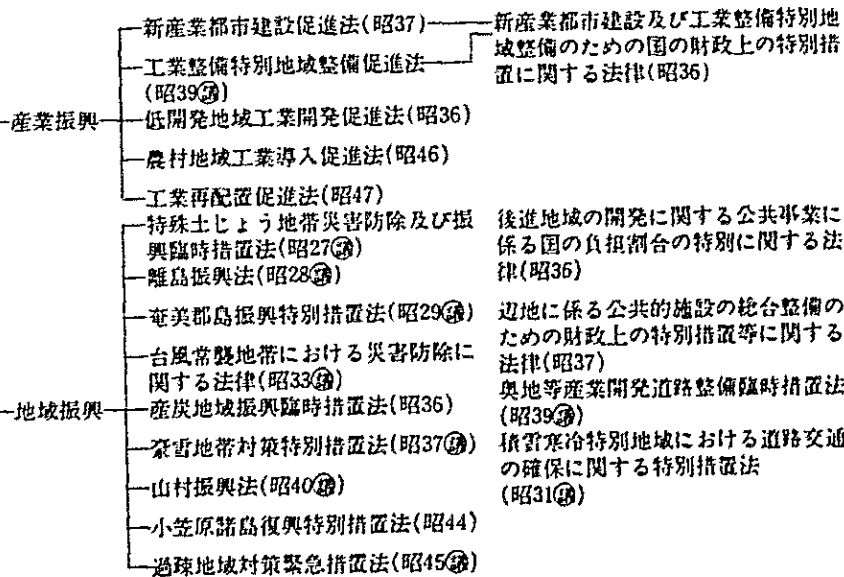 産業振興
新産業都市建設促進法(昭37)
工業整備特別地域整備促進法
(昭39議)
低開発地域工業開発促進法(昭36)
農村地域工業導入促進法(昭46)
工業再配置促進法(昭47)
新産業都市建設及び工業整備特別地
域整備のための国の財政上の特別措
置に関する法律(昭36)
地域振興
特殊土じょう地帯災害防除及び振
興臨時措置法(昭27議)
離島振興法(昭28議)
奄美郡島振興特別措置法(昭29議)
台風常襲地帯における災害防除に
関する法律(昭33議)
産炭地域振興臨時措置法(昭36)
豪雪地帯対策特別措置法(昭37議)
山村振興法(昭40議)
小笠原諸島復興特別措置法(昭44)
過疎地域対策緊急措置法(昭45議)
後進地域の開発に関する公共事業に
係る国の負担割合の特別に関する法
律(昭36)
辺地に係る公共的施設の総合整備の
ための財政上の特別措置等に関する
法律(昭37)
奥地等産業開発道路整備臨時措置法
(昭39議)
積雪寒冷特別地域における道路交通
の確保に関する特別措置法
(昭31議)